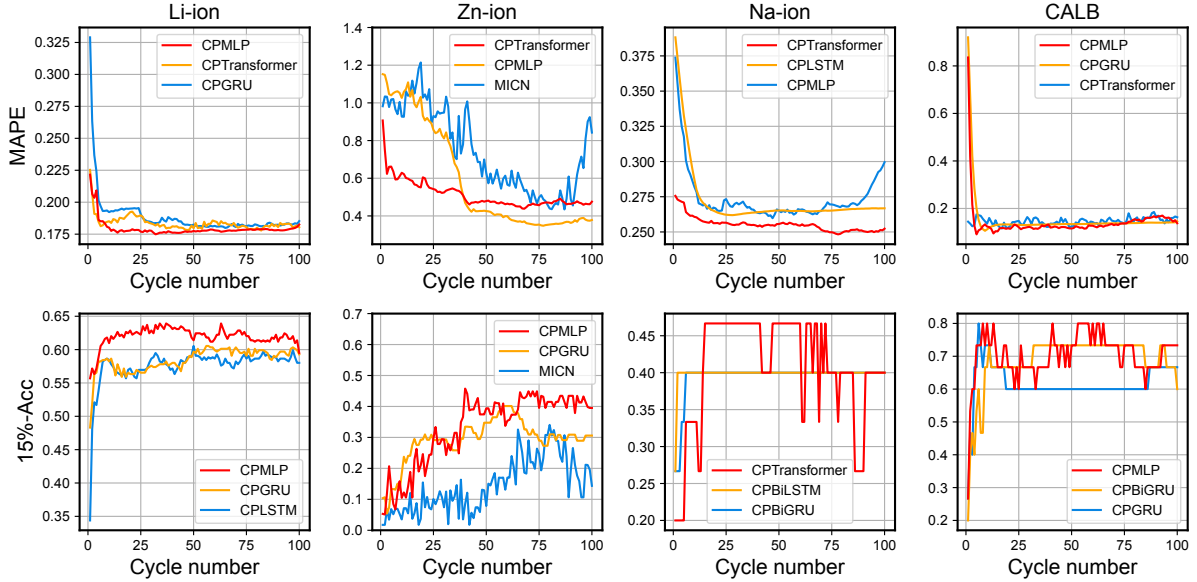 Li-ion
Zn-ion
Na-ion
CALB
MAPE
0.325
0.300
0.275
0.250
0.225
0.200
0.175
CPMLP
CPTransformer
CPGRU
0 25 50 75 100
Cycle number
1.4
1.2
1.0
0.8
0.6
0.4
CPTransformer
CPMLP
MICN
0 25 50 75 100
Cycle number
0.375
0.350
0.325
0.300
0.275
0.250
CPTransformer
CPLSTM
CPMLP
0 25 50 75 100
Cycle number
0.8
0.6
0.4
0.2
CPMLP
CPGRU
CPTransformer
0 25 50 75 100
Cycle number
15%-Acc
0.65
0.60
0.55
0.50
0.45
0.40
0.35
CPMLP
CPGRU
CPLSTM
0 25 50 75 100
Cycle number
0.7
0.6
0.5
0.4
0.3
0.2
0.1
0.0
CPMLP
CPGRU
MICN
0 25 50 75 100
Cycle number
0.45
0.40
0.35
0.30
0.25
0.20
CPTransformer
CPBiLSTM
CPBiGRU
0 25 50 75 100
Cycle number
0.8
0.7
0.6
0.5
0.4
0.3
0.2
CPMLP
CPBiGRU
CPGRU
0 25 50 75 100
Cycle number